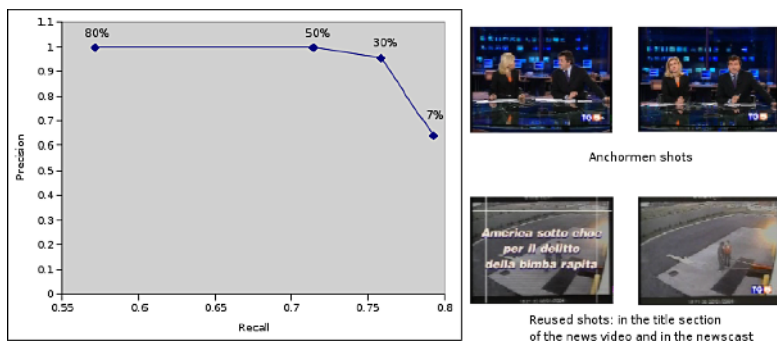 1.1
1
0.9
0.8
0.7
0.6
0.5
0.4
0.3
0.2
0.1
0
Precision
80%
50%
30%
7%
0.55
0.6
0.65
0.7
0.75
0.8
Recall
Anchormen shots
America sotto choc
per il delitto
della bimba rapita
Reused shots: in the title section
of the news video and in the newscast